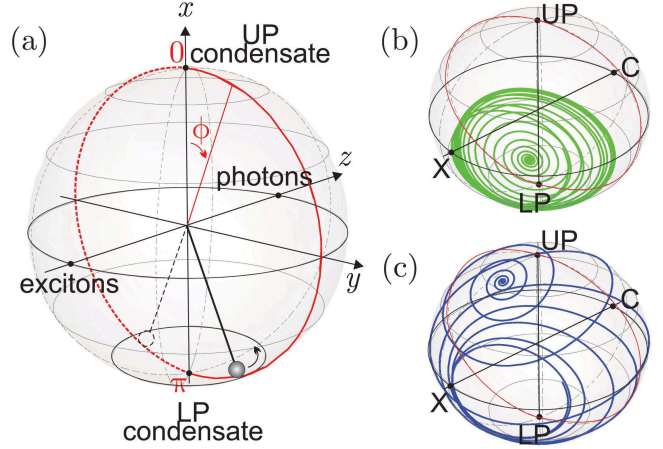 (a)
x
0
UP
condensate
ϕ
z
photons
excitons
y
π
LP
condensate
(b)
UP
C
X
LP
(c)
UP
C
X
LP